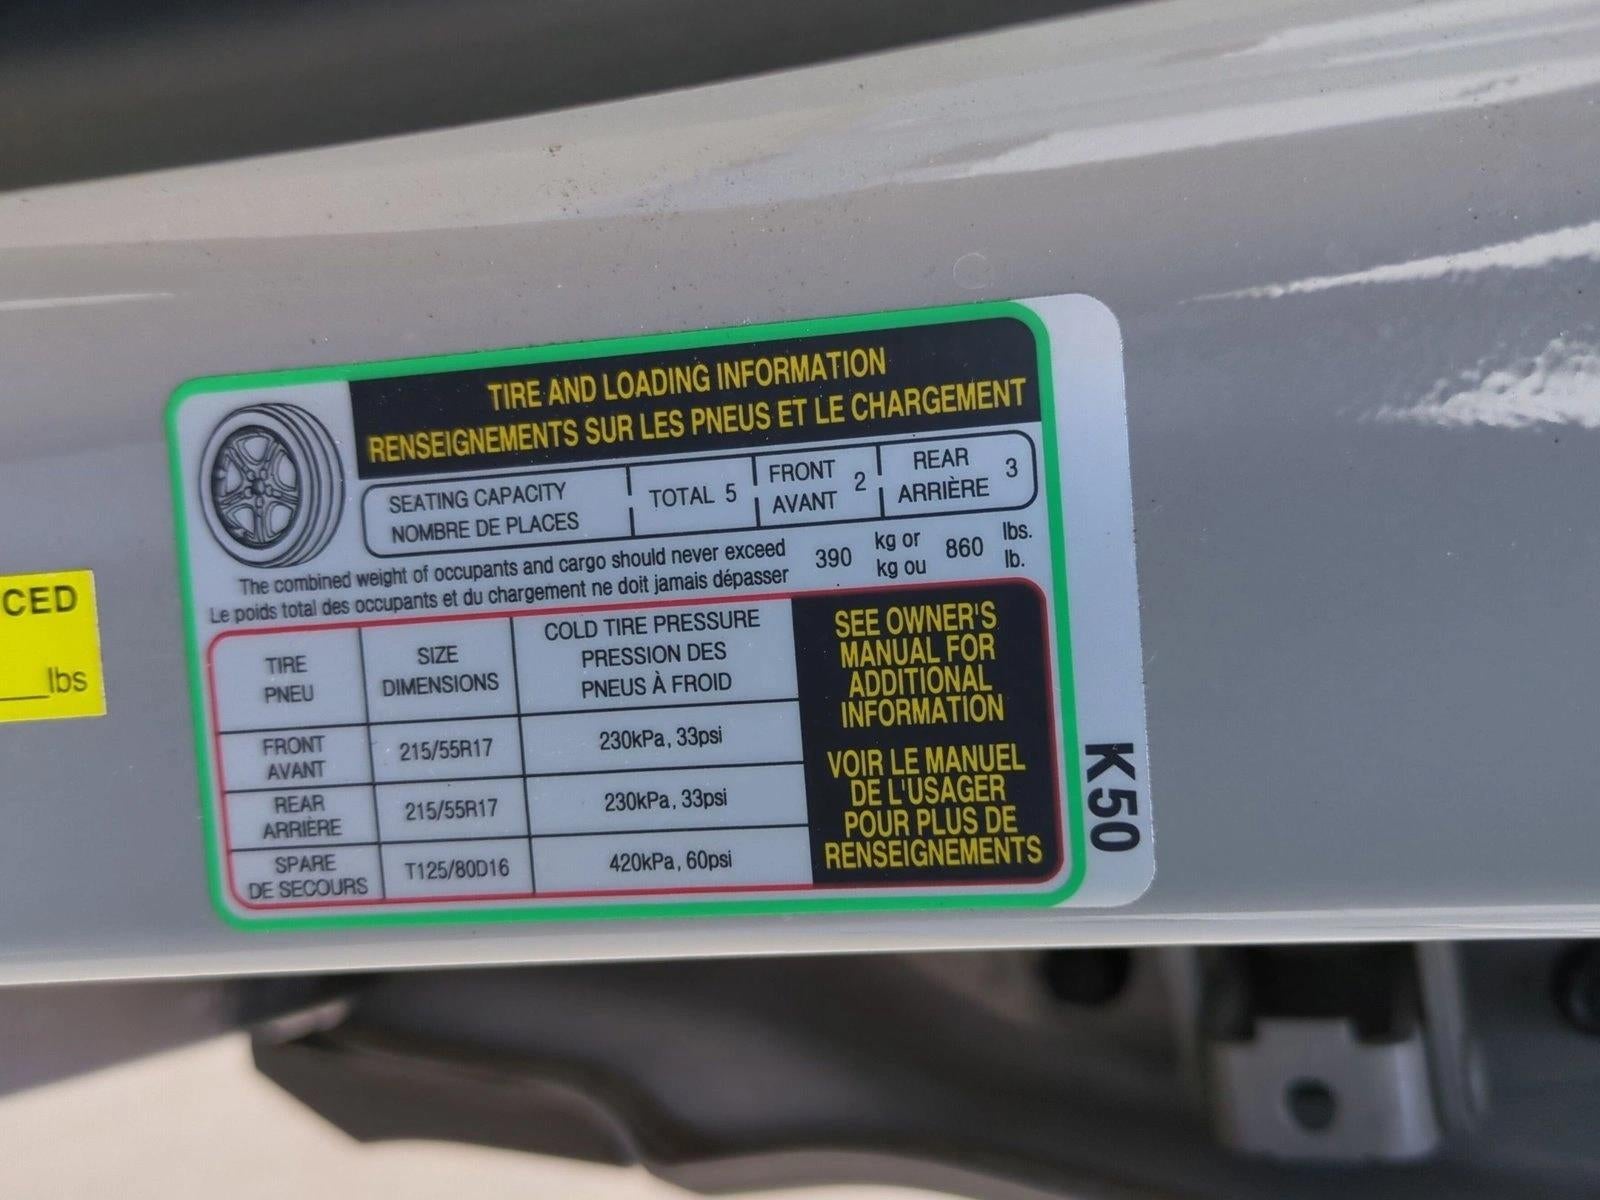 TIRE AND LOADING INFORMATION
RENSEIGNEMENTS SUR LES PNEUS ET LE CHARGEMENT
SEATING CAPACITY
NOMBRE DE PLACES
TOTAL 5
FRONT
AVANT
2
REAR
ARRIÈRE
3
The combined weight of occupants and cargo should never exceed
Le poids total des occupants et du chargement ne doit jamais dépasser
390
kg or
kg ou
860
lbs.
lb.
TIRE
PNEU
SIZE
DIMENSIONS
COLD TIRE PRESSURE
PRESSION DES
PNEUS À FROID
FRONT
AVANT
215/55R17
230kPa, 33psi
REAR
ARRIÈRE
215/55R17
230kPa, 33psi
SPARE
DE SECOURS
T125/80D16
420kPa, 60psi
SEE OWNER'S
MANUAL FOR
ADDITIONAL
INFORMATION
VOIR LE MANUEL
DE L'USAGER
POUR PLUS DE
RENSEIGNEMENTS
K50
CED
lbs